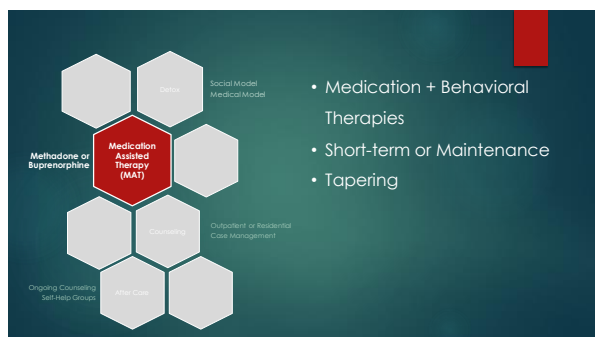 Detox
Social Model
Medical Model
Methadone or
Buprenorphine
Medication
Assisted
Therapy
(MAT)
Counseling
Outpatient or Residential
Case Management
Ongoing Counseling
Self-Help Groups
After Care
• Medication + Behavioral
Therapies
• Short-term or Maintenance
• Tapering